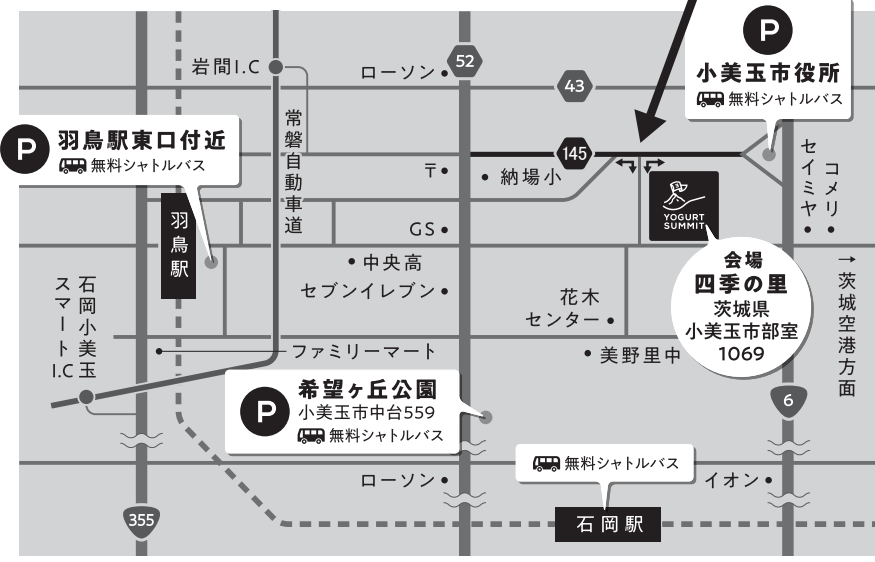 岩間I.C
ローソン
52
43
P
小美玉市役所
無料シャトルバス
P
羽鳥駅東口付近
無料シャトルバス
常磐自動車道
〒
145
納場小
セイミヤ
コメリ
YOGURT
SUMMIT
羽鳥駅
GS
中央高
セブンイレブン
花木
センター
会場
四季の里
茨城県
小美玉市部室
1069
→茨城空港方面
石岡小美玉
スマートI.C
ファミリーマート
美野里中
P
希望ヶ丘公園
小美玉市中台559
無料シャトルバス
6
無料シャトルバス
ローソン
イオン
355
石岡駅